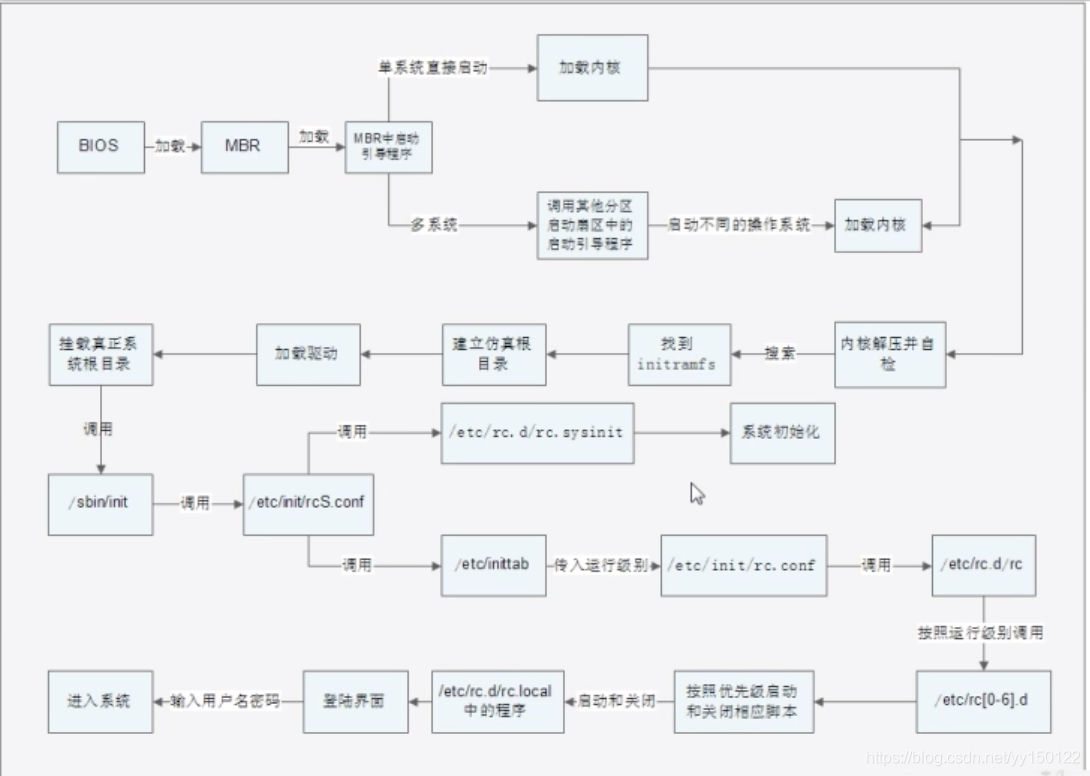 单系统直接启动
加载内核
BIOS
加载
MBR
加载
MBR中启动
引导程序
多系统
调用其他分区
启动扇区中的
启动引导程序
启动不同的操作系统
加载内核
挂载真正系
统根目录
加载驱动
建立仿真根
目录
找到
initramfs
搜索
内核解压并自
检
调用
调用
/etc/rc.d/rc.sysinit
系统初始化
/sbin/init
调用
/etc/init/rcS.conf
调用
/etc/inittab
传入运行级别
/etc/init/rc.conf
调用
/etc/rc.d/rc
按照运行级别调用
进入系统
输入用户名密码
登陆界面
/etc/rc.d/rc.local
中的程序
启动和关闭
按照优先级启动
和关闭相应脚本
/etc/rc[0-6].d
https://blog.csdn.net/yy150122